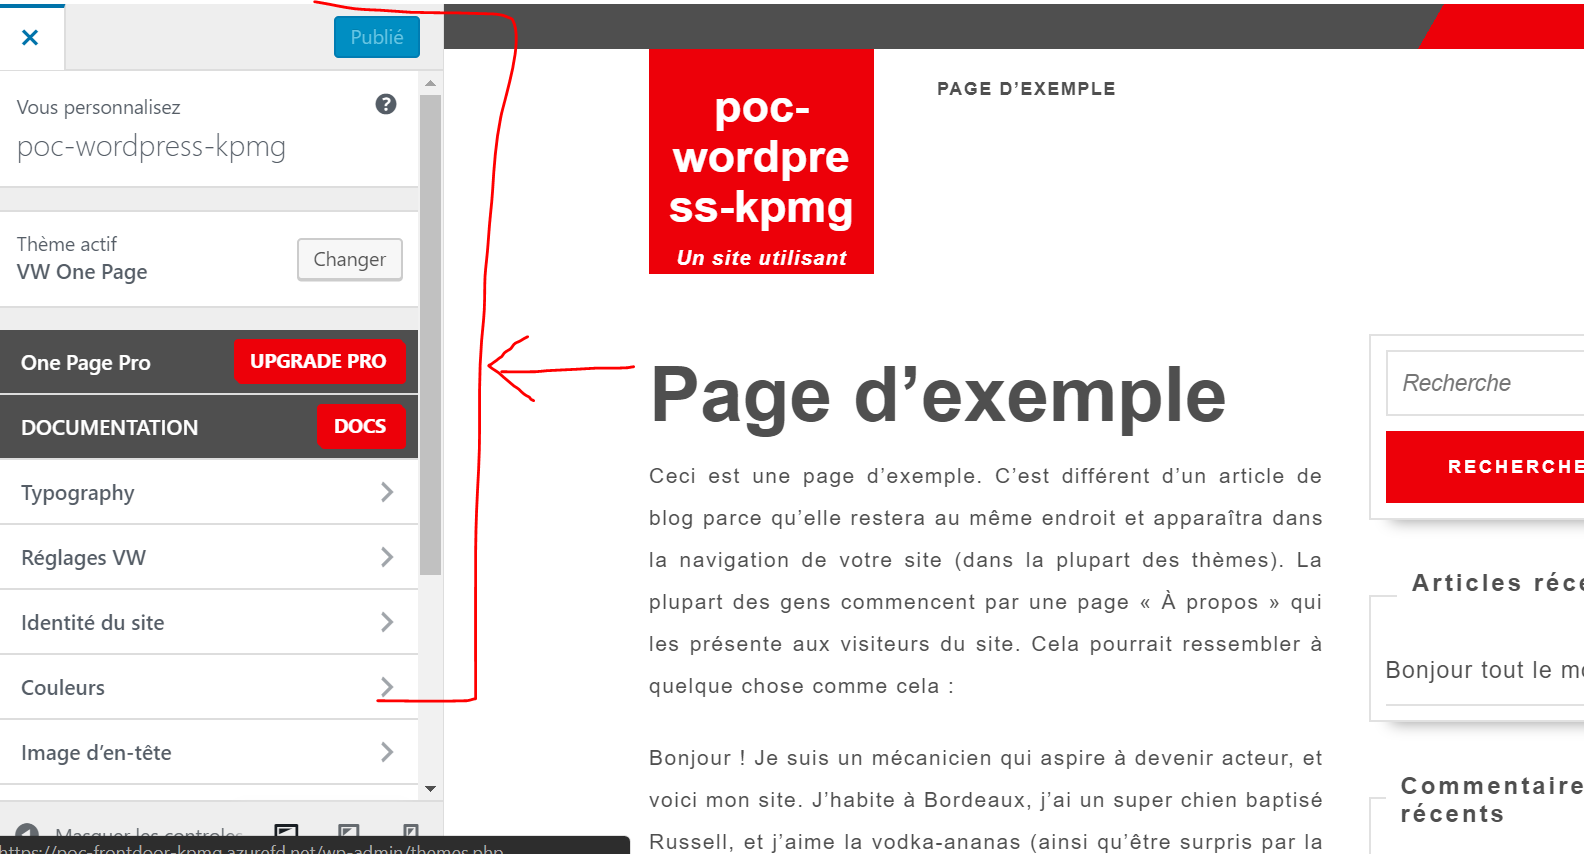 Publié
Vous personnalisez
poc-wordpress-kpmg
Thème actif
VW One Page
Changer
One Page Pro
UPGRADE PRO
DOCUMENTATION
DOCS
Typography
Réglages VW
Identité du site
Couleurs
Image d’en-tête
Masquer les controles
https://poc-frontdoor-kpmg.azurefd.net/wp-admin/themes.php
poc-
wordpre
ss-kpmg
Un site utilisant
PAGE D’EXEMPLE
Page d’exemple
Ceci est une page d’exemple. C’est différent d’un article de
blog parce qu’elle restera au même endroit et apparaîtra dans
la navigation de votre site (dans la plupart des thèmes). La
plupart des gens commencent par une page « À propos » qui
les présente aux visiteurs du site. Cela pourrait ressembler à
quelque chose comme cela :
Bonjour ! Je suis un mécanicien qui aspire à devenir acteur, et
voici mon site. J’habite à Bordeaux, j’ai un super chien baptisé
Russell, et j’aime la vodka-ananas (ainsi qu’être surpris par la
Recherche
RECHERCHE
Articles réce
Bonjour tout le mo
Commentaire
récents